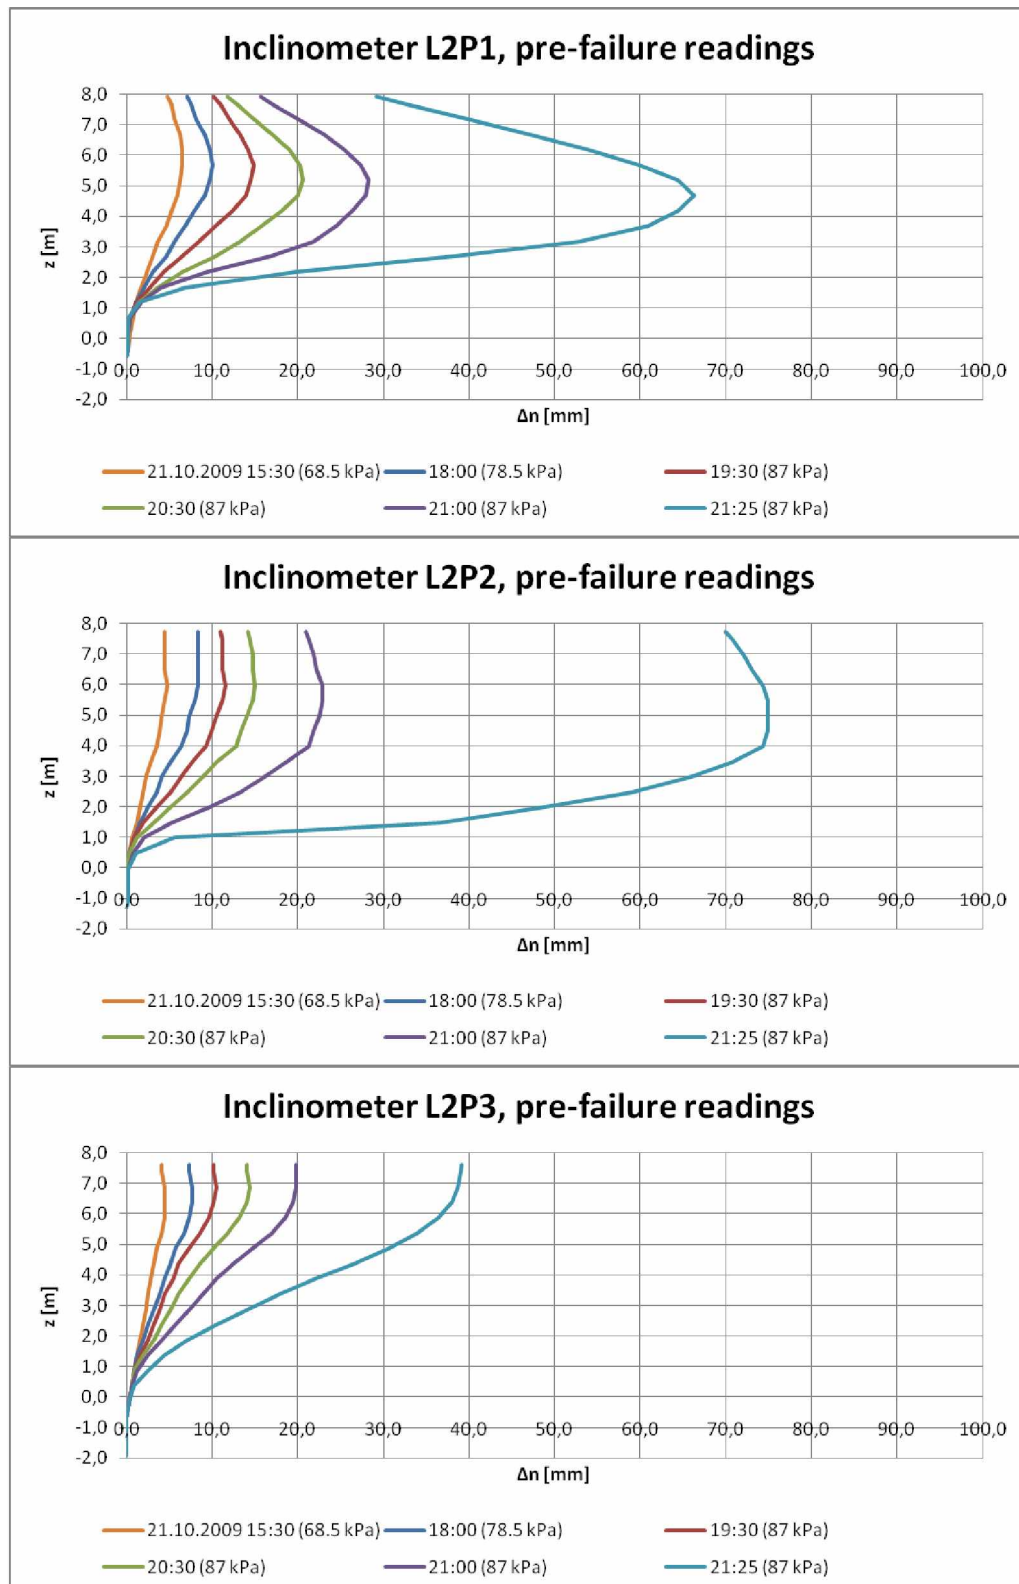 Inclinometer L2P1, pre-failure readings
8,0
7,0
6,0
5,0
4,0
3,0
2,0
1,0
0,0
-1,0
-2,0
z [m]
0,0 10,0 20,0 30,0 40,0 50,0 60,0 70,0 80,0 90,0 100,0
Δn [mm]
21.10.2009 15:30 (68.5 kPa) 18:00 (78.5 kPa) 19:30 (87 kPa)
20:30 (87 kPa) 21:00 (87 kPa) 21:25 (87 kPa)
Inclinometer L2P2, pre-failure readings
8,0
7,0
6,0
5,0
4,0
3,0
2,0
1,0
0,0
-1,0
-2,0
z [m]
0,0 10,0 20,0 30,0 40,0 50,0 60,0 70,0 80,0 90,0 100,0
Δn [mm]
21.10.2009 15:30 (68.5 kPa) 18:00 (78.5 kPa) 19:30 (87 kPa)
20:30 (87 kPa) 21:00 (87 kPa) 21:25 (87 kPa)
Inclinometer L2P3, pre-failure readings
8,0
7,0
6,0
5,0
4,0
3,0
2,0
1,0
0,0
-1,0
-2,0
z [m]
0,0 10,0 20,0 30,0 40,0 50,0 60,0 70,0 80,0 90,0 100,0
Δn [mm]
21.10.2009 15:30 (68.5 kPa) 18:00 (78.5 kPa) 19:30 (87 kPa)
20:30 (87 kPa) 21:00 (87 kPa) 21:25 (87 kPa)